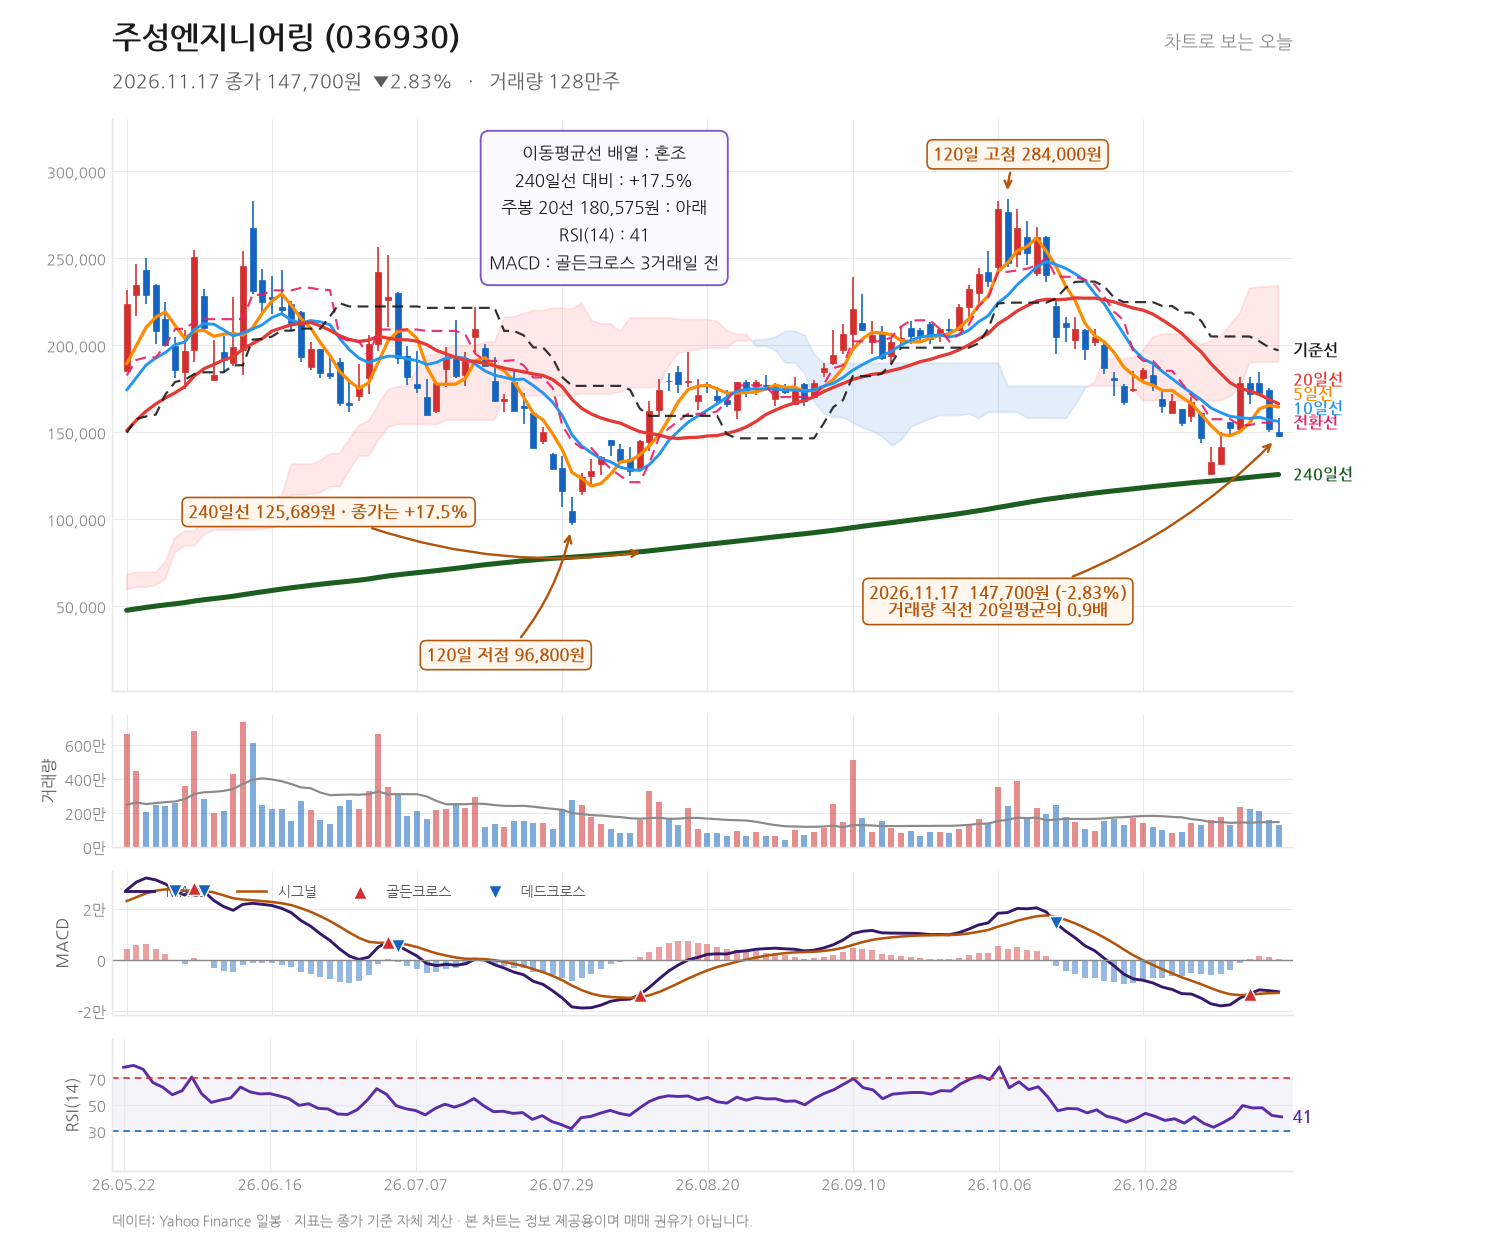 주성엔지니어링 (036930)
차트로 보는 오늘
2026.11.17 종가 147,700원 ▼2.83% · 거래량 128만주
이동평균선 배열 : 혼조
240일선 대비 : +17.5%
주봉 20선 180,575원 : 아래
RSI(14) : 41
MACD : 골든크로스 3거래일 전
120일 고점 284,000원
300,000
250,000
200,000
150,000
100,000
50,000
기준선
20일선
5일선
10일선
전환선
240일선
240일선 125,689원 · 종가는 +17.5%
2026.11.17 147,700원 (-2.83%)
거래량 직전 20일평균의 0.9배
120일 저점 96,800원
거래량
600만
400만
200만
0만
MACD
시그널
골든크로스
데드크로스
MACD
2만
0
-2만
RSI(14)
70
50
30
41
26.05.22
26.06.16
26.07.07
26.07.29
26.08.20
26.09.10
26.10.06
26.10.28
데이터: Yahoo Finance 일봉 · 지표는 종가 기준 자체 계산 · 본 차트는 정보 제공용이며 매매 권유가 아닙니다.